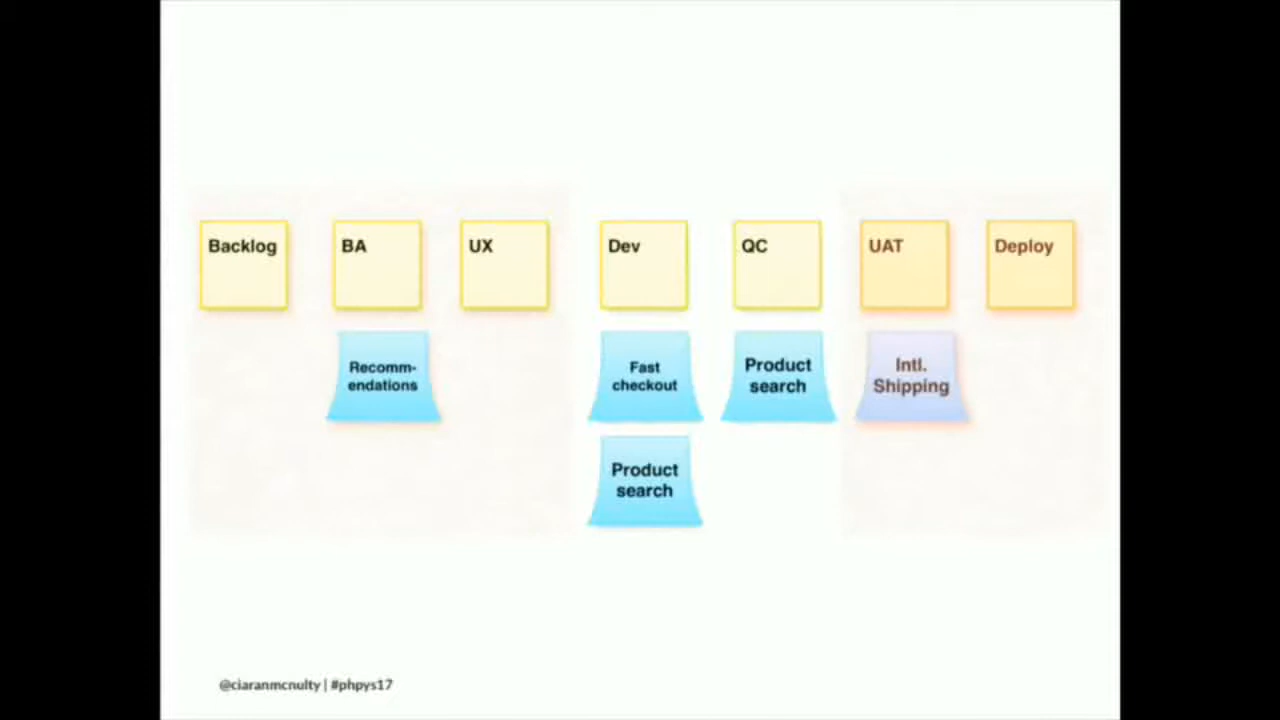 Backlog
BA
UX
Dev
QC
UAT
Deploy
Recomm-
endations
Fast
checkout
Product
search
Intl.
Shipping
Product
search
@ciaranmcnulty | #phpys17